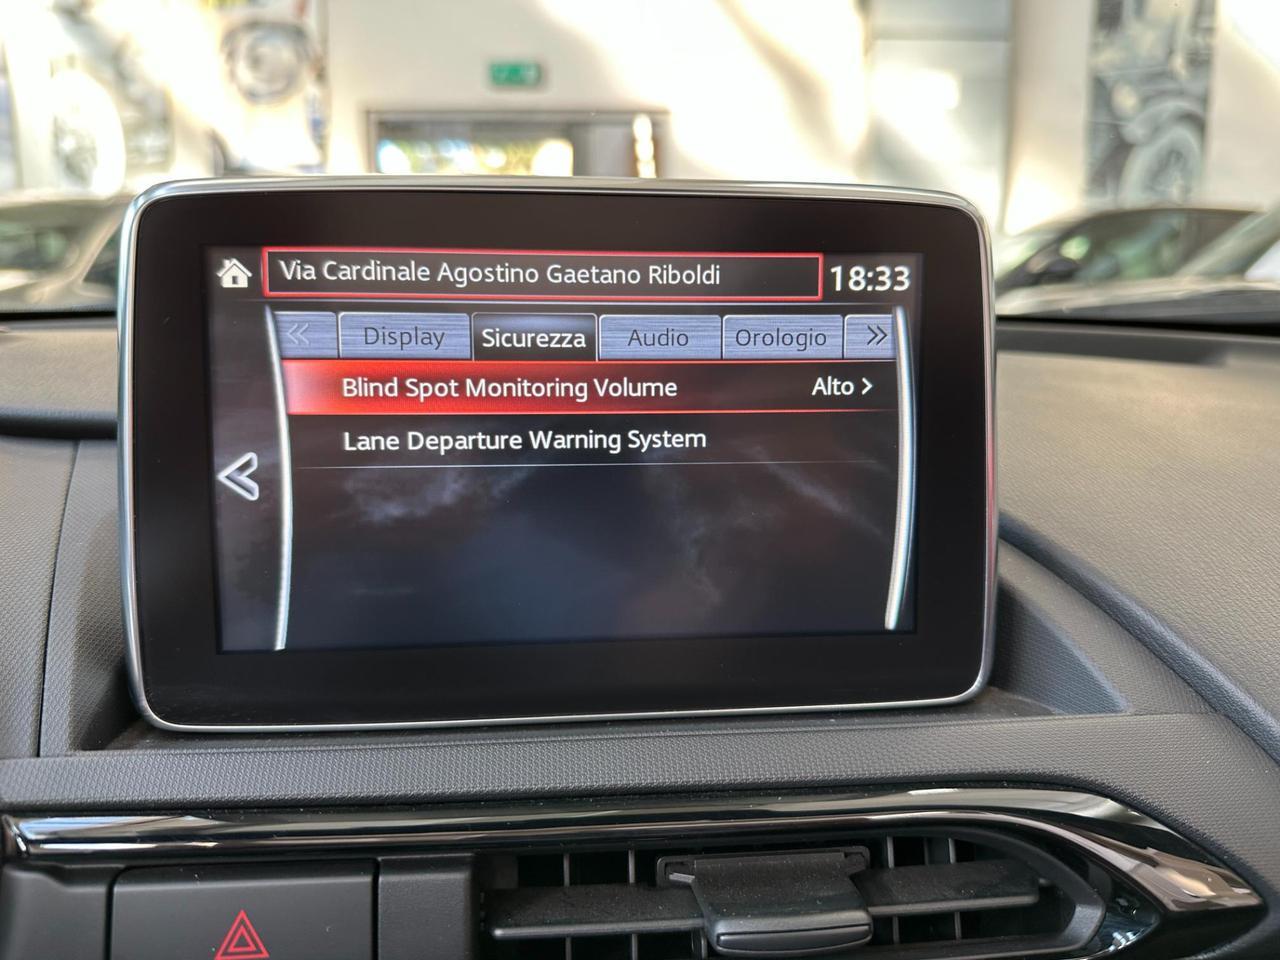 Via Cardinale Agostino Gaetano Riboldi
18:33
Display
Sicurezza
Audio
Orologio
Blind Spot Monitoring Volume
Alto
Lane Departure Warning System